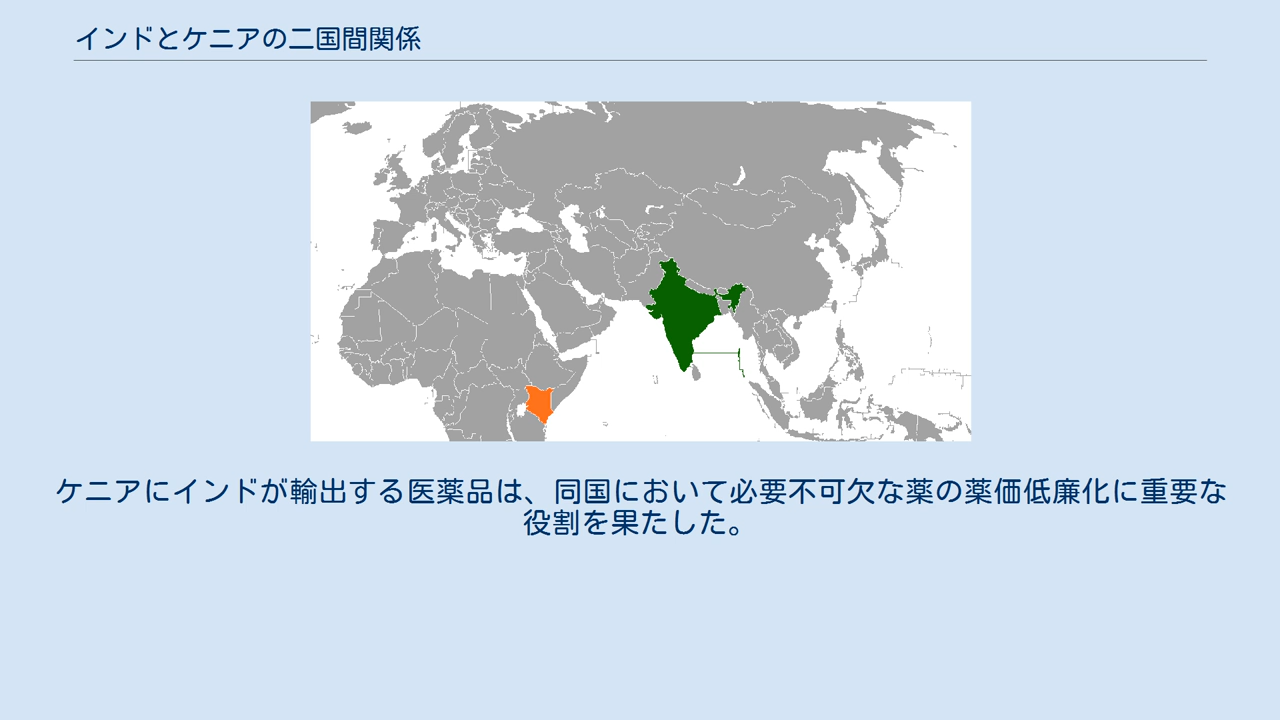 インドとケニアの二国間関係
ケニアにインドが輸出する医薬品は、同国において必要不可欠な薬の薬価低廉化に重要な
役割を果たした。